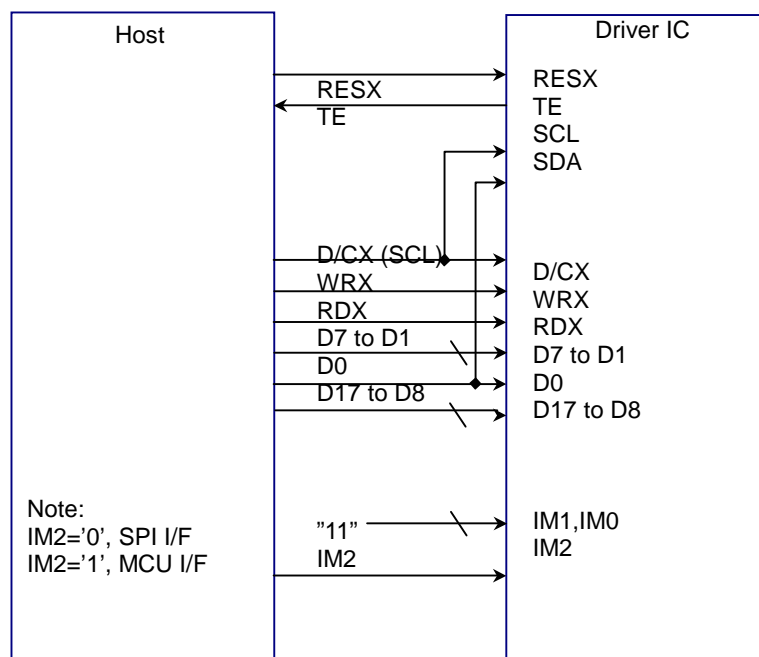 Host
Driver IC
RESX
TE
RESX
TE
SCL
SDA
D/CX (SCL)
WRX
RDX
D7 to D1
D0
D17 to D8
D/CX
WRX
RDX
D7 to D1
D0
D17 to D8
Note:
IM2='0', SPI I/F
IM2='1', MCU I/F
"11"
IM2
IM1,IM0
IM2